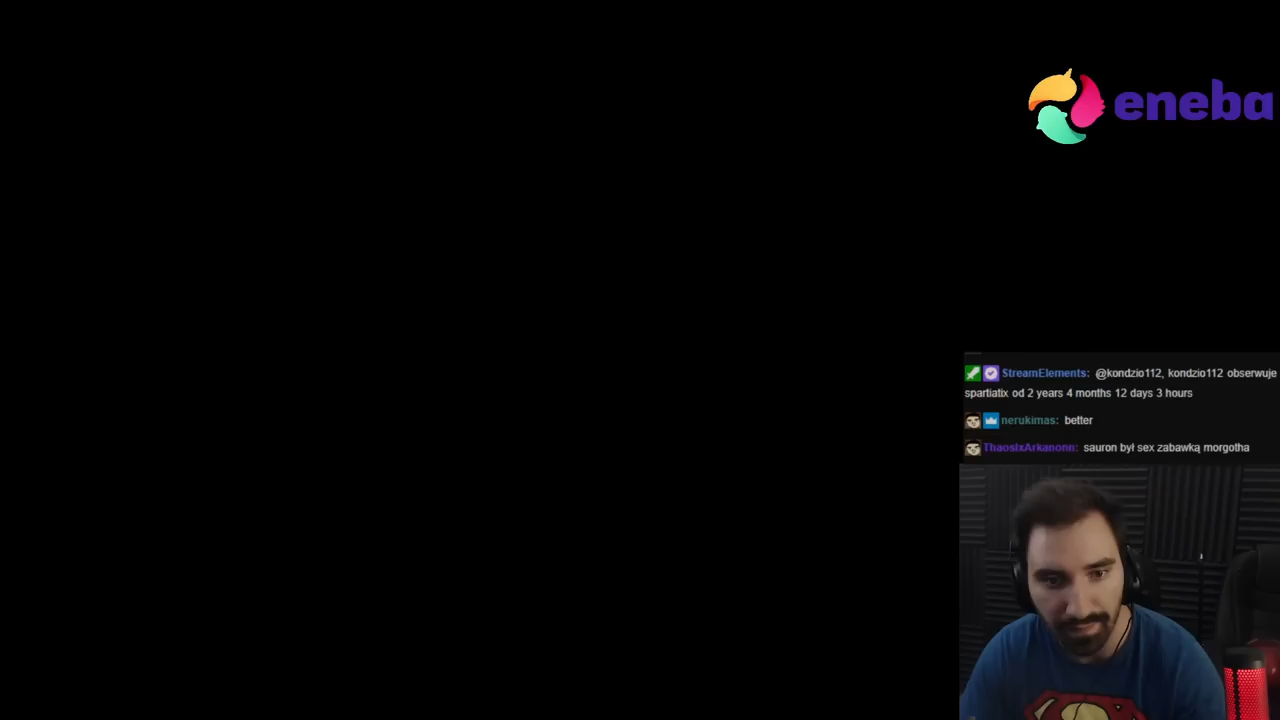 eneba
StreamElements: @kondzio112, kondzio112 obserwuje
spartiatix od 2 years 4 months 12 days 3 hours
nerukimas: better
ThaosIxArkanonn: sauron był sex zabawką morgotha